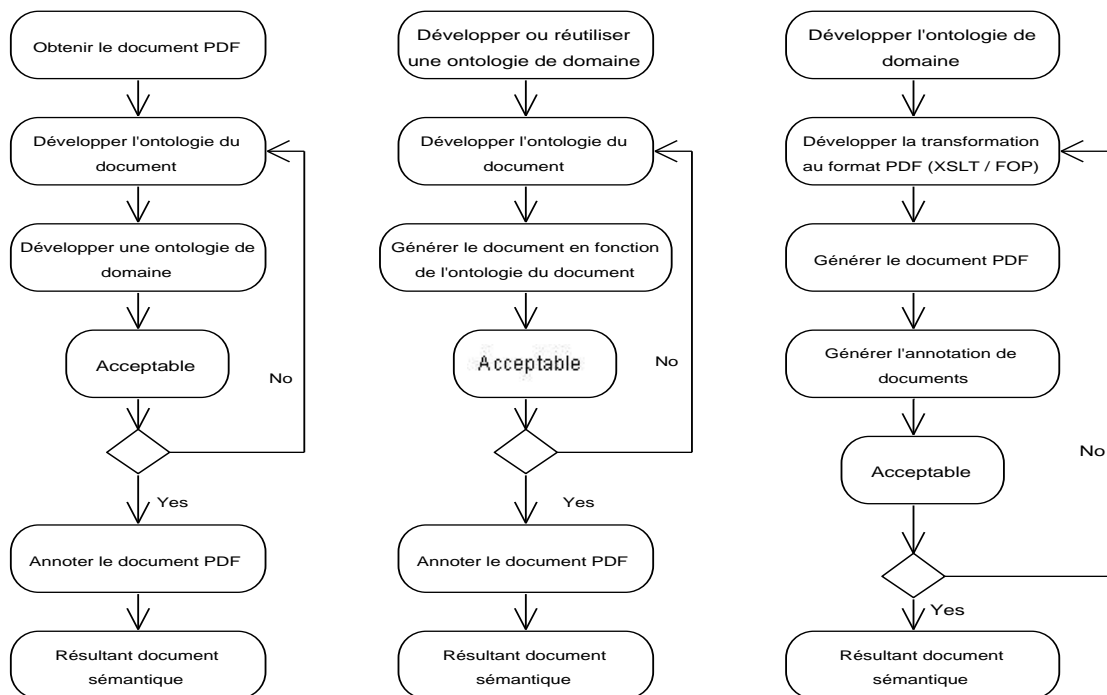 Obtenir le document PDF
Développer l'ontologie du
document
Développer une ontologie de
domaine
Acceptable
No
Yes
Annoter le document PDF
Résultant document
sémantique
Développer ou réutiliser
une ontologie de domaine
Développer l'ontologie du
document
Générer le document en fonction
de l'ontologie du document
Acceptable
No
Yes
Annoter le document PDF
Résultant document
sémantique
Développer l'ontologie de
domaine
Développer la transformation
au format PDF (XSLT / FOP)
Générer le document PDF
Générer l'annotation de
documents
Acceptable
No
Yes
Résultant document
sémantique